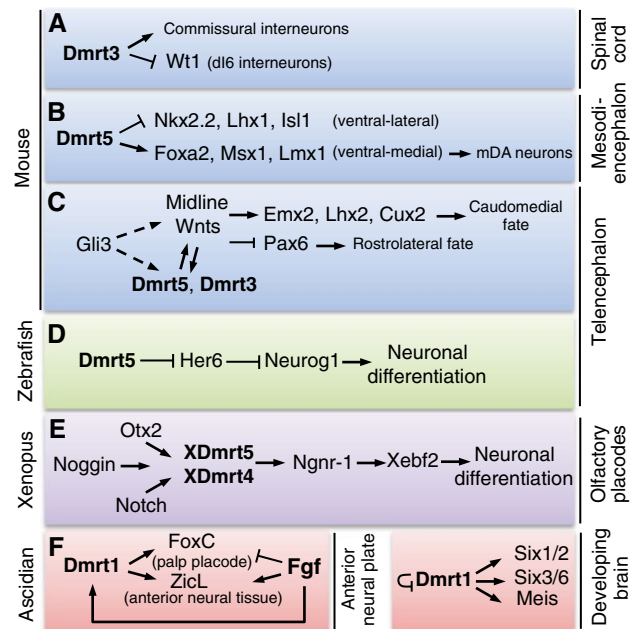 A
Dmrt3
Commissural interneurons
Wt1 (dI6 interneurons)
Spinal
cord
B
Dmrt5
Nkx2.2, Lhx1, Isl1 (ventral-lateral)
Foxa2, Msx1, Lmx1 (ventral-medial) mDA neurons
Mesodi-
encephalon
Mouse
C
Gli3
Midline
Wnts
Emx2, Lhx2, Cux2
Caudomedial
fate
Pax6
Rostrolateral fate
Dmrt5, Dmrt3
Telencephalon
Zebrafish
D
Dmrt5 Her6 Neurog1
Neuronal
differentiation
Xenopus
E
Otx2
Noggin
Notch
XDmrt5
XDmrt4
Ngnr-1 Xebf2
Neuronal
differentiation
Olfactory
placodes
Ascidian
F
Dmrt1
FoxC
(palp placode)
ZicL
(anterior neural tissue)
Fgf
Anterior
neural plate
Dmrt1
Six1/2
Six3/6
Meis
Developing
brain